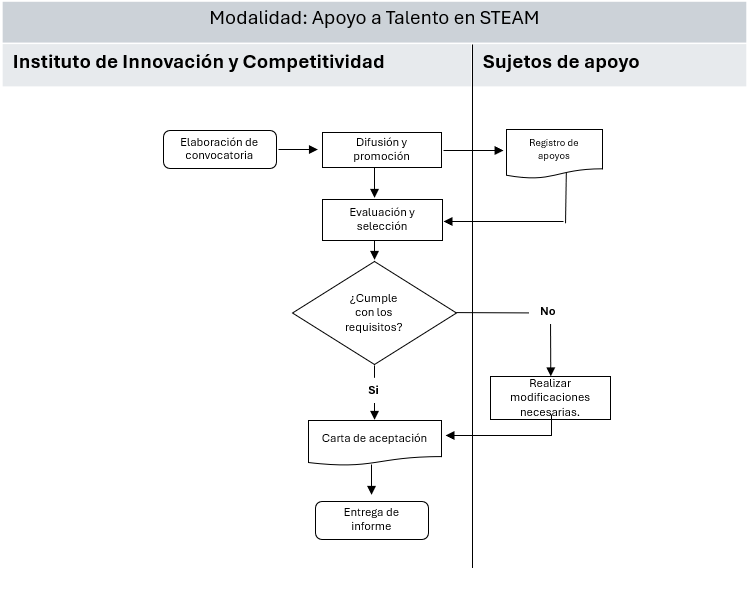 Modalidad: Apoyo a Talento en STEAM
Instituto de Innovación y Competitividad
Sujetos de apoyo
Elaboración de
convocatoria
Difusión y
promoción
Registro de
apoyos
Evaluación y
selección
¿Cumple
con los
requisitos?
No
Si
Realizar
modificaciones
necesarias.
Carta de aceptación
Entrega de
informe